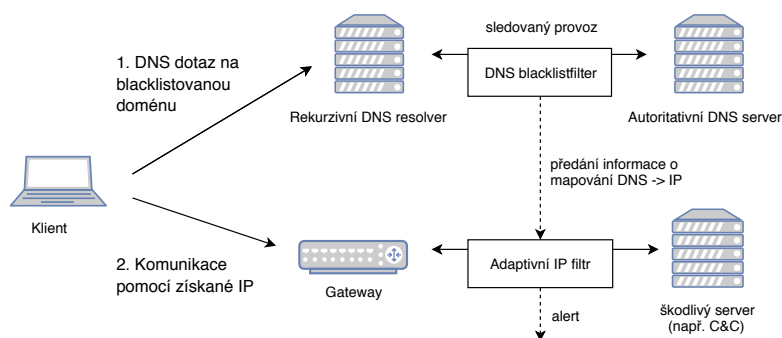 sledovaný provoz
1. DNS dotaz na
blacklistovanou
doménu
DNS blacklistfilter
Rekurzivní DNS resolver
Autoritativní DNS server
předání informace o
mapování DNS -> IP
Klient
2. Komunikace
pomocí získané IP
Adaptivní IP filtr
Gateway
alert
škodlivý server
(např. C&C)